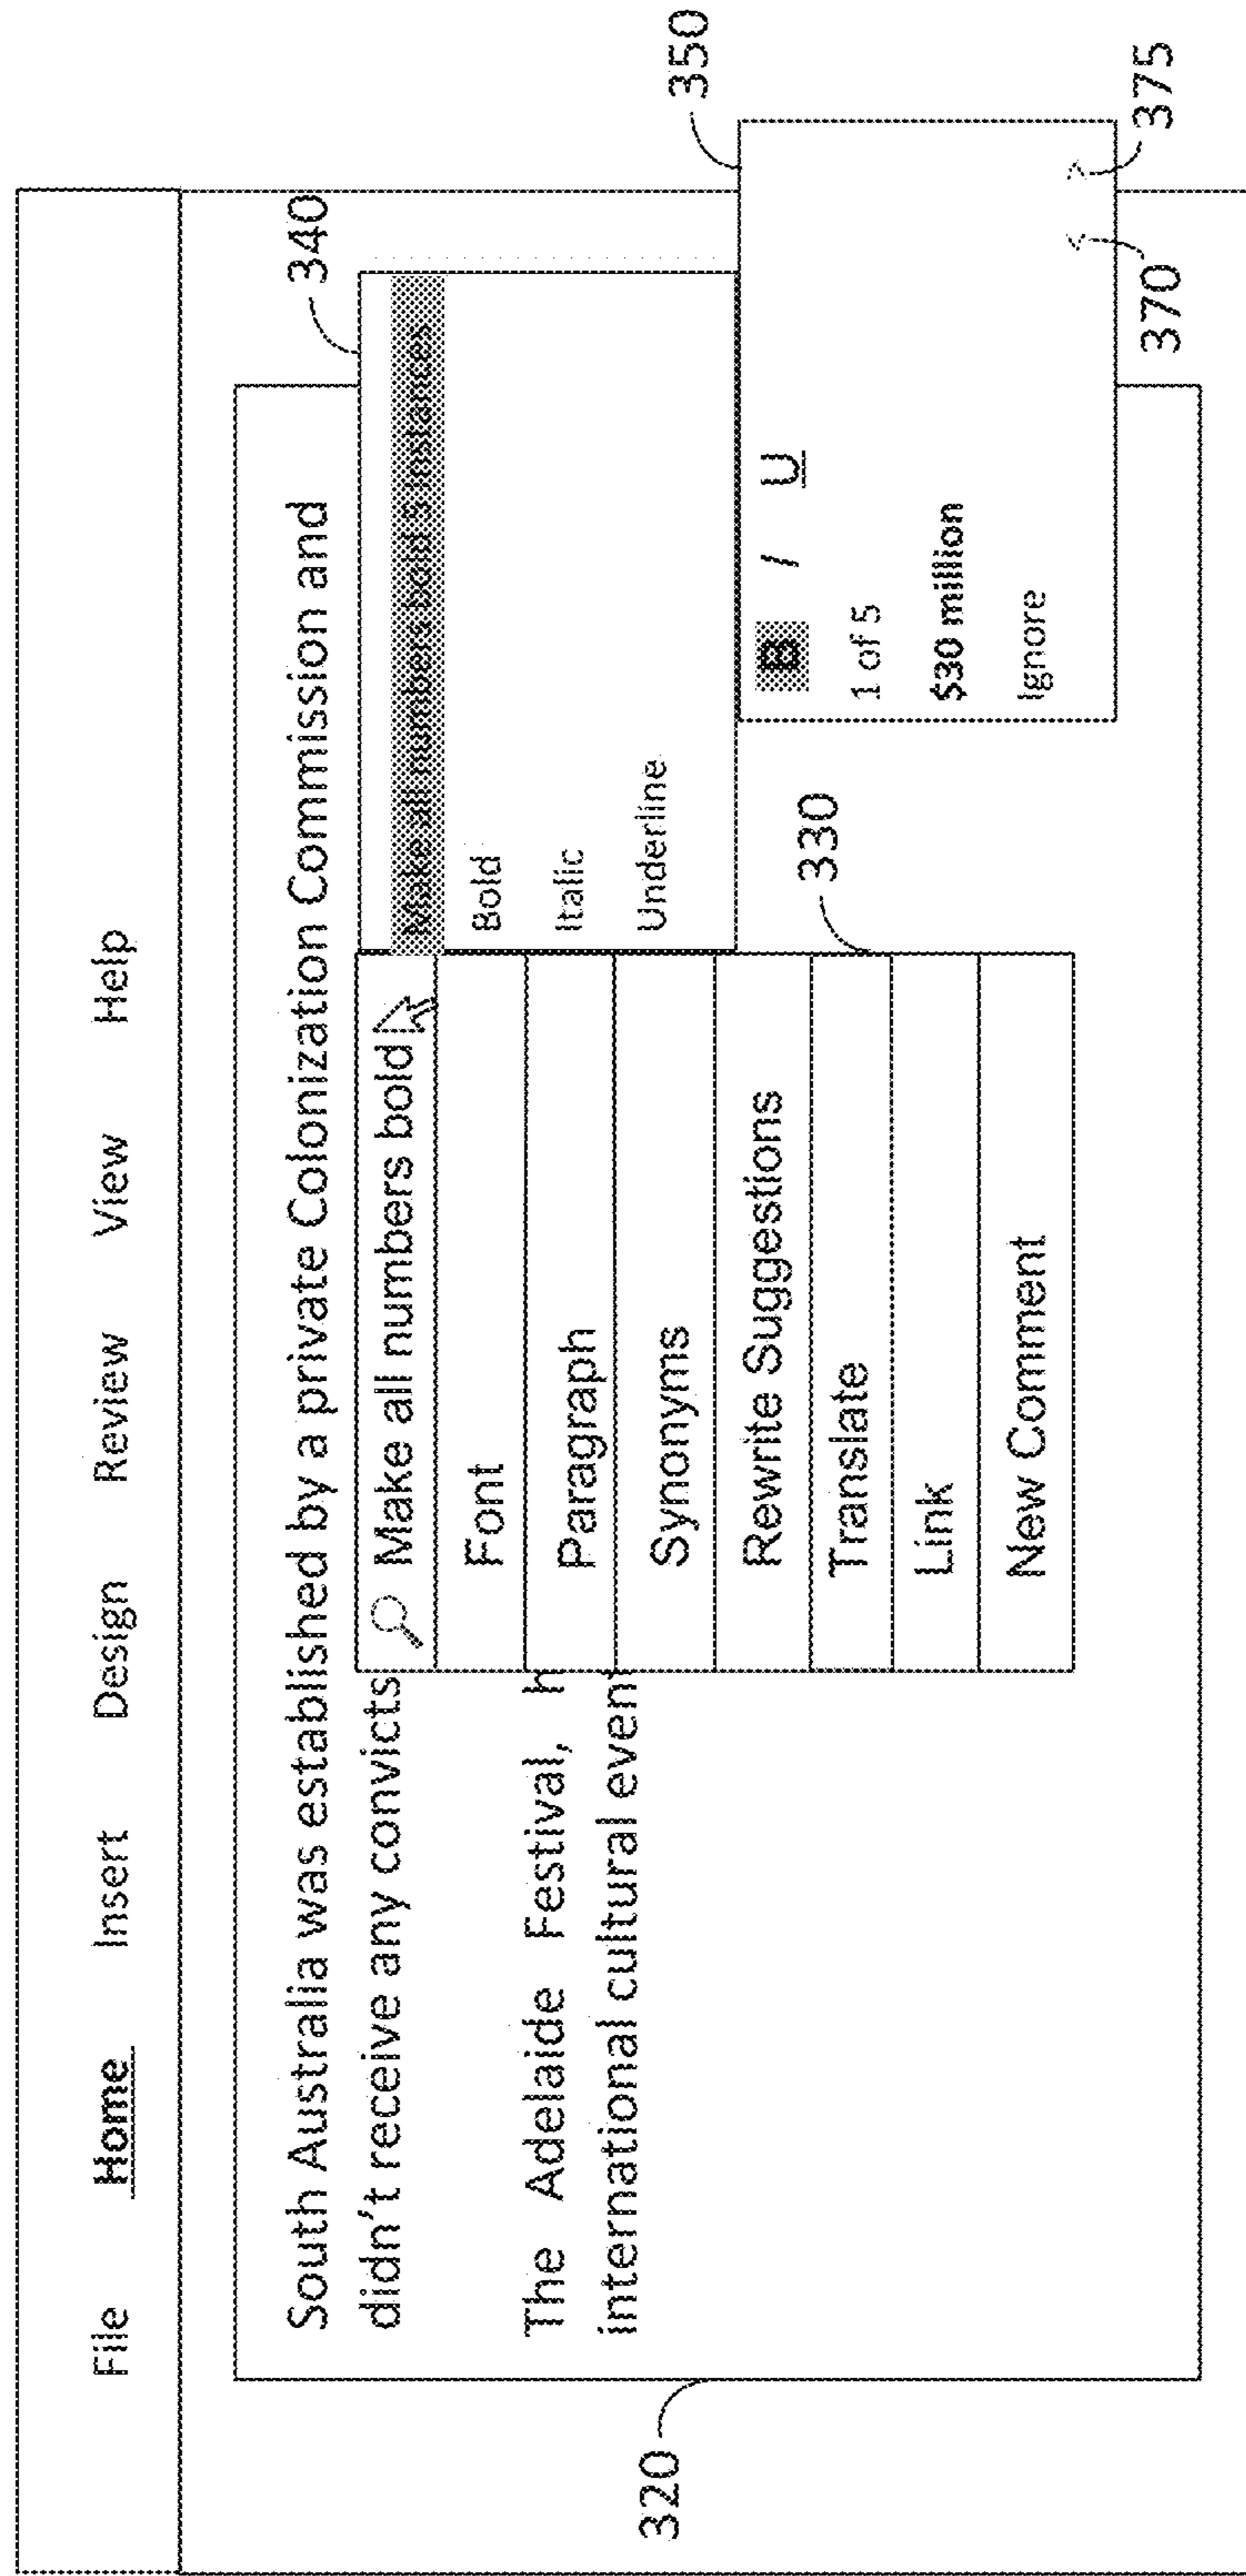 File Home Insert Design Review View Help
South Australia was established by a private Colonization Commission and
didn't receive any convicts
The Adelaide Festival, h
international cultural event
Make all numbers bold
Font
Paragraph
Synonyms
Rewrite Suggestions
Translate
Link
New Comment
Make all numbers bold 5 instances
Bold
Italic
Underline
B I U
1 of 5
$30 million
Ignore
< >
320
330
340
350
370
375